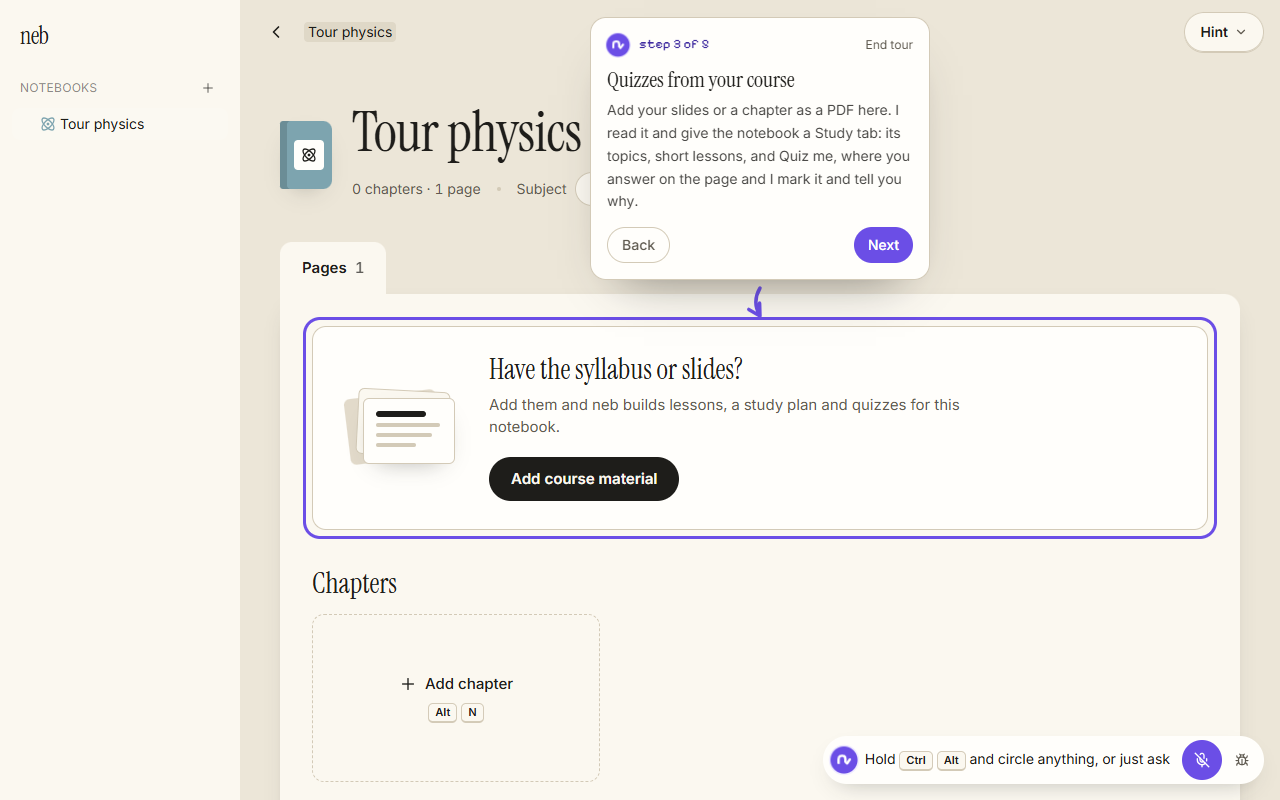 neb
NOTEBOOKS
Tour physics
Tour physics
Hint
step 3 of 8
End tour
Quizzes from your course
Add your slides or a chapter as a PDF here. I
read it and give the notebook a Study tab: its
topics, short lessons, and Quiz me, where you
answer on the page and I mark it and tell you
why.
Back
Next
Tour physics
0 chapters · 1 page • Subject
Pages 1
Have the syllabus or slides?
Add them and neb builds lessons, a study plan and quizzes for this
notebook.
Add course material
Chapters
+ Add chapter
Alt N
Hold Ctrl Alt and circle anything, or just ask